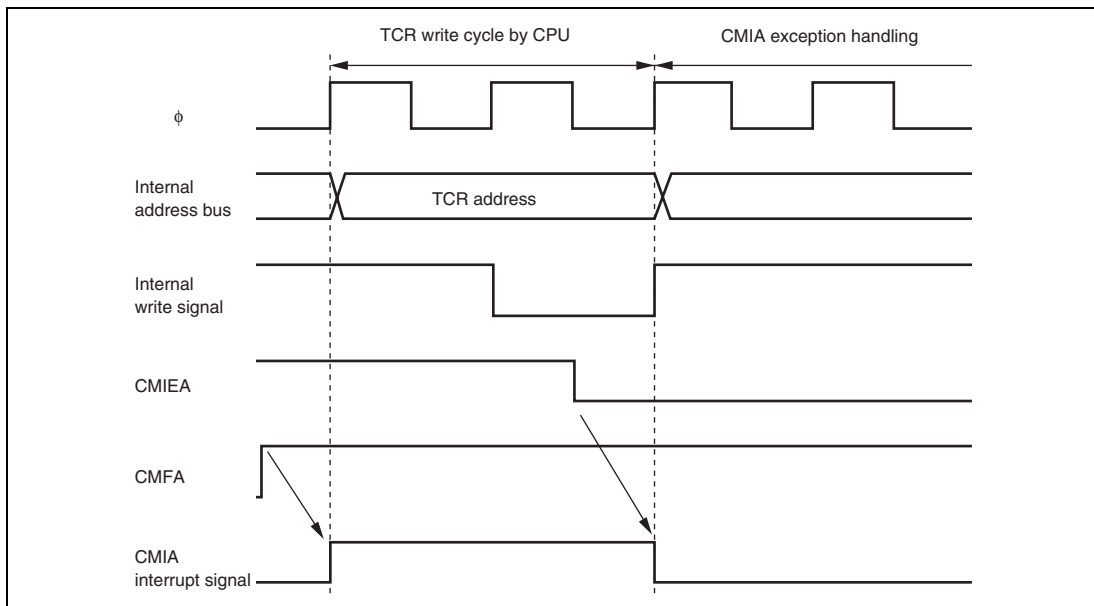 TCR write cycle by CPU
CMIA exception handling
ϕ
Internal
address bus
TCR address
Internal
write signal
CMIEA
CMFA
CMIA
interrupt signal